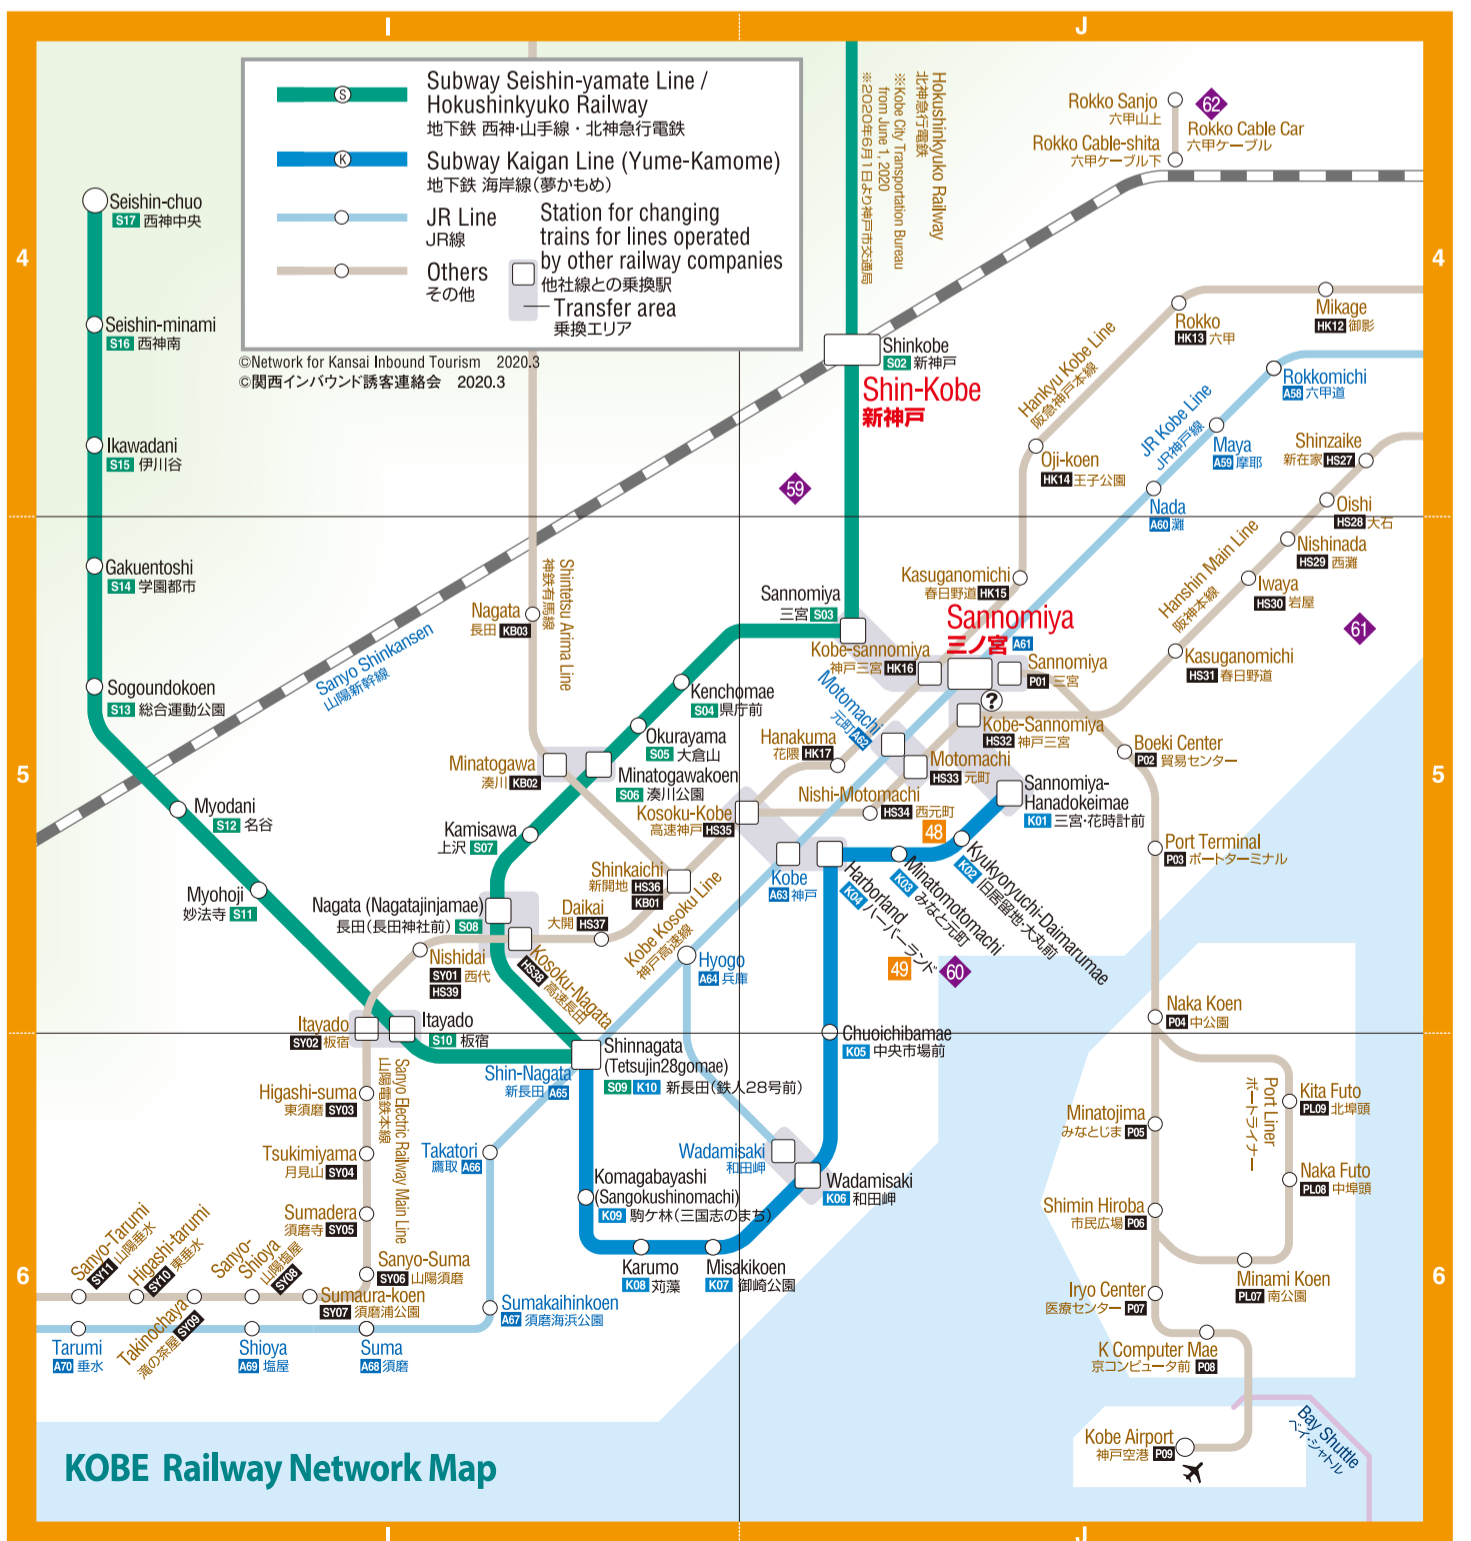 I
J
4
4
5
5
6
6
I
J
S
Subway Seishin-yamate Line /
Hokushinkyuko Railway
地下鉄 西神・山手線・北神急行電鉄
K
Subway Kaigan Line (Yume-Kamome)
地下鉄 海岸線(夢かもめ)
JR Line
JR線
Others
その他
Station for changing
trains for lines operated
by other railway companies
他社線との乗換駅
Transfer area
乗換エリア
©Network for Kansai Inbound Tourism 2020.3
©関西インバウンド誘客連絡会 2020.3
Hokushinkyuko Railway
北神急行電鉄
※Kobe City Transportation Bureau
from June 1, 2020
※2020年6月1日より神戸市交通局
Rokko Sanjo
六甲山上
62
Rokko Cable Car
六甲ケーブル
Rokko Cable-shita
六甲ケーブル下
Seishin-chuo
S17 西神中央
Seishin-minami
S16 西神南
Ikawadani
S15 伊川谷
Gakuentoshi
S14 学園都市
Sogoundokoen
S13 総合運動公園
Myodani
S12 名谷
Myohoji
妙法寺 S11
Itayado
S10 板宿
Shinkobe
S02 新神戸
Shin-Kobe
新神戸
59
Hankyu Kobe Line
阪急神戸本線
Rokko
HK13 六甲
Mikage
HK12 御影
Oji-koen
HK14 王子公園
Kasuganomichi
春日野道 HK15
JR Kobe Line
JR神戸線
Rokkomichi
A58 六甲道
Maya
A59 摩耶
Nada
A60 灘
Shinzaike
新在家 HS27
Oishi
HS28 大石
Nishinada
HS29 西灘
Iwaya
HS30 岩屋
Hanshin Main Line
阪神本線
61
Kasuganomichi
HS31 春日野道
Sanyo Shinkansen
山陽新幹線
Shintetsu Arima Line
神鉄有馬線
Nagata
長田 KB03
Minatogawa
湊川 KB02
Sannomiya
三宮 S03
Sannomiya
三ノ宮 A61
Kobe-sannomiya
神戸三宮 HK16
Sannomiya
P01 三宮
?
Kobe-Sannomiya
HS32 神戸三宮
Kenchomae
S04 県庁前
Okurayama
S05 大倉山
Minatogawakoen
S06 湊川公園
Kamisawa
上沢 S07
Nagata (Nagatajinjamae)
長田(長田神社前) S08
Motomachi
元町 A62
Hanakuma
花隈 HK17
Motomachi
HS33 元町
Nishi-Motomachi
HS34 西元町
Kosoku-Kobe
高速神戸 HS35
Shinkaichi
新開地 HS36
KB01
Daikai
大開 HS37
Kosoku-Nagata
HS38 高速長田
Nishidai
SY01 西代
HS39
Kobe Kosoku Line
神戸高速線
Kobe
A63 神戸
Hyogo
A64 兵庫
Sannomiya-
Hanadokeimae
K01 三宮・花時計前
48
Kyukyoryuchi-Daimarumae
K02 旧居留地・大丸前
Minatomotomachi
K03 みなと元町
Harborland
K04 ハーバーランド
49
60
Chuoichibamae
K05 中央市場前
Wadamisaki
和田岬
Wadamisaki
K06 和田岬
Misakikoen
K07 御崎公園
Karumo
K08 苅藻
Komagabayashi
(Sangokushinomachi)
K09 駒ケ林(三国志のまち)
Shinnagata
(Tetsujin28gomae)
S09 K10 新長田(鉄人28号前)
Shin-Nagata
新長田 A65
Takatori
鷹取 A66
Sumakaihinkoen
A67 須磨海浜公園
Suma
A68 須磨
Shioya
A69 塩屋
Tarumi
A70 垂水
Itayado
SY02 板宿
Sanyo Electric Railway Main Line
山陽電鉄本線
Higashi-suma
東須磨 SY03
Tsukimiyama
月見山 SY04
Sumadera
須磨寺 SY05
Sanyo-Suma
SY06 山陽須磨
Sumaura-koen
SY07 須磨浦公園
Sanyo-
Shioya
SY08 山陽塩屋
Takinochaya
滝の茶屋 SY09
Higashi-tarumi
SY10 東垂水
Sanyo-Tarumi
SY11 山陽垂水
Boeki Center
P02 貿易センター
Port Terminal
P03 ポートターミナル
Naka Koen
P04 中公園
Port Liner
ポートライナー
Kita Futo
PL09 北埠頭
Naka Futo
PL08 中埠頭
Minami Koen
PL07 南公園
Minatojima
みなとじま P05
Shimin Hiroba
市民広場 P06
Iryo Center
医療センター P07
K Computer Mae
京コンピュータ前 P08
Kobe Airport
神戸空港 P09
Bay Shuttle
ベイ・シャトル
KOBE Railway Network Map